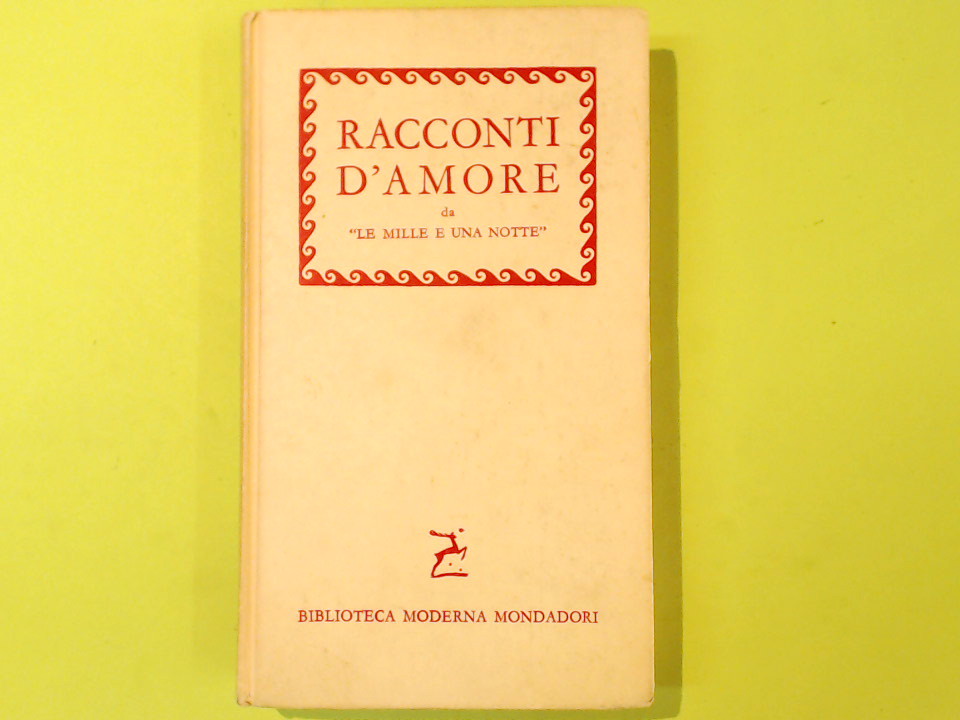 RACCONTI
D'AMORE
da
"LE MILLE E UNA NOTTE"
BIBLIOTECA MODERNA MONDADORI